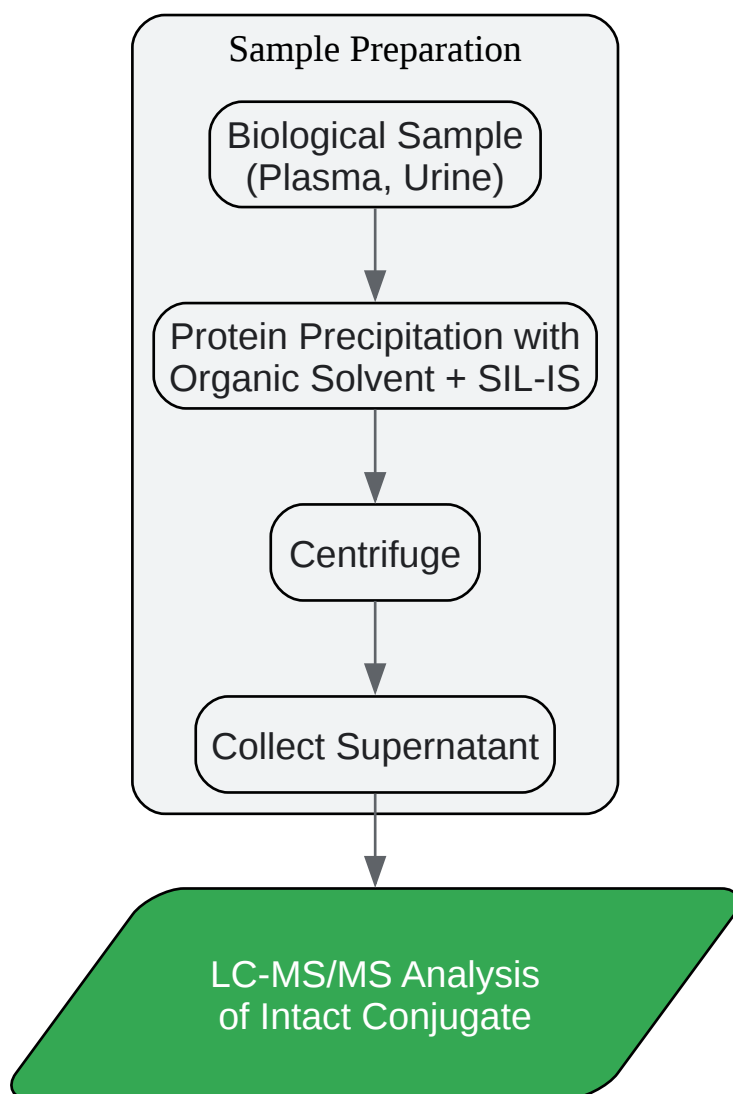 Sample Preparation
Biological Sample
(Plasma, Urine)
Protein Precipitation with
Organic Solvent + SIL-IS
Centrifuge
Collect Supernatant
LC-MS/MS Analysis
of Intact Conjugate